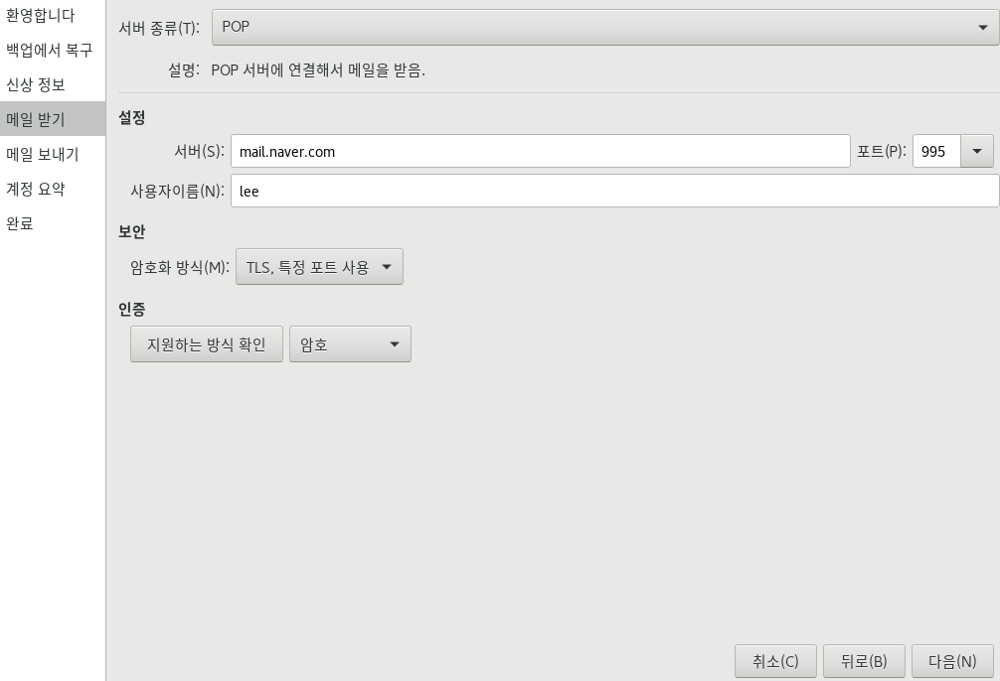 환영합니다
백업에서 복구
신상 정보
메일 받기
메일 보내기
계정 요약
완료
서버 종류(T): POP
설명: POP 서버에 연결해서 메일을 받음.
설정
서버(S): mail.naver.com 포트(P): 995
사용자이름(N): lee
보안
암호화 방식(M): TLS, 특정 포트 사용
인증
지원하는 방식 확인 암호
취소(C) 뒤로(B) 다음(N)